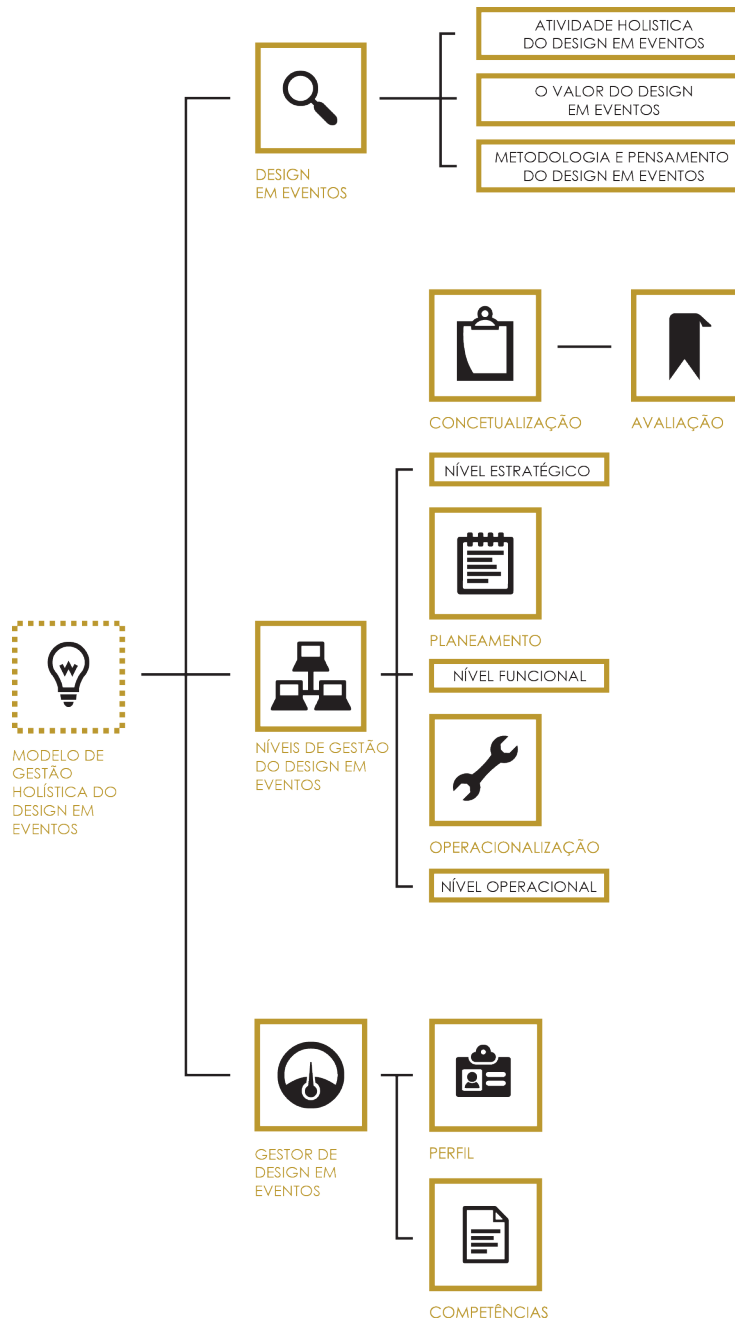 ATIVIDADE HOLISTICA
DO DESIGN EM EVENTOS
O VALOR DO DESIGN
EM EVENTOS
METODOLOGIA E PENSAMENTO
DO DESIGN EM EVENTOS
DESIGN
EM EVENTOS
CONCETUALIZAÇÃO
AVALIAÇÃO
NÍVEL ESTRATÉGICO
PLANEAMENTO
NÍVEL FUNCIONAL
MODELO DE
GESTÃO
HOLÍSTICA DO
DESIGN EM
EVENTOS
NÍVEIS DE GESTÃO
DO DESIGN EM
EVENTOS
OPERACIONALIZAÇÃO
NÍVEL OPERACIONAL
GESTOR DE
DESIGN EM
EVENTOS
PERFIL
COMPETÊNCIAS